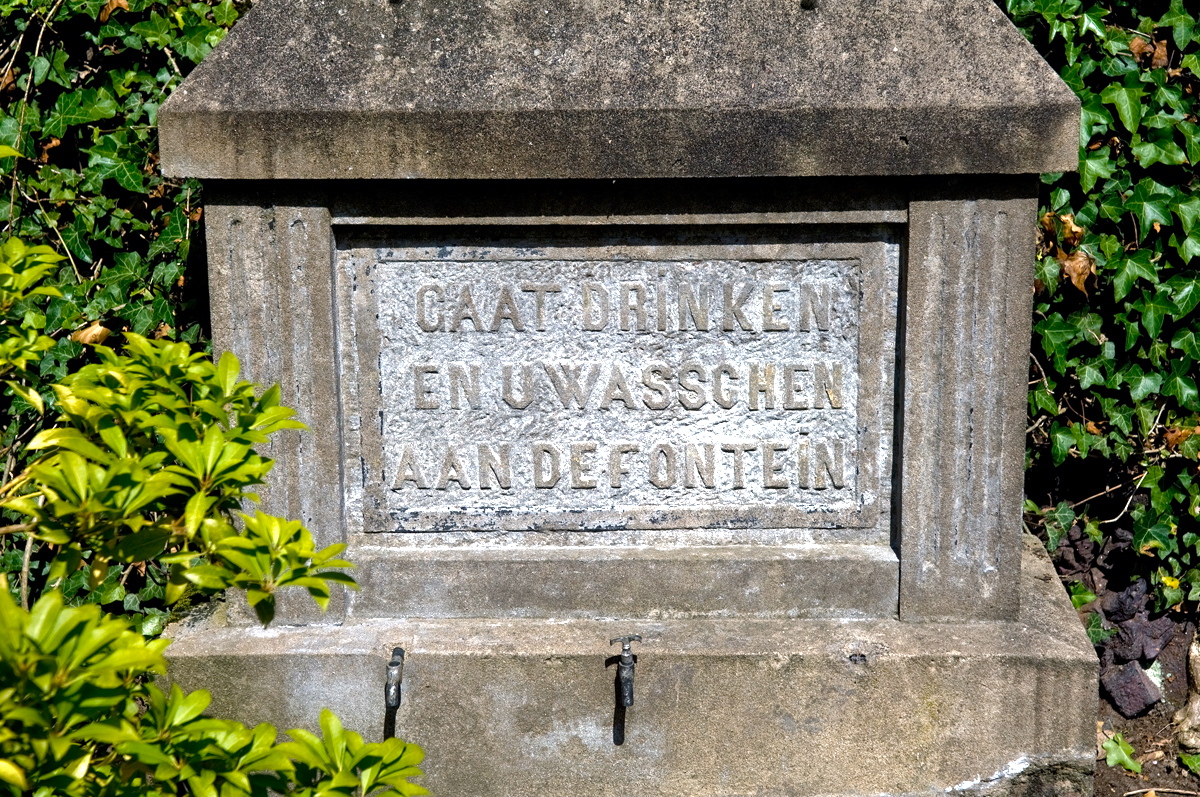 GAAT DRINKEN
EN U WASSCHEN
AAN DE FONTEIN